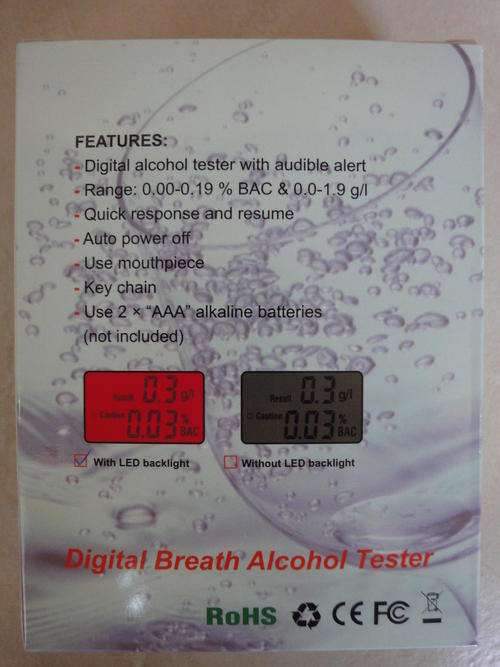 FEATURES:
- Digital alcohol tester with audible alert
- Range: 0.00-0.19 % BAC & 0.0-1.9 g/l
- Quick response and resume
- Auto power off
- Use mouthpiece
- Key chain
- Use 2 × “AAA” alkaline batteries
(not included)
Result 0.3 g/l
Caution 0.03 % BAC
Result 0.3 g/l
Caution 0.03 % BAC
With LED backlight
Without LED backlight
Digital Breath Alcohol Tester
RoHS CE FC